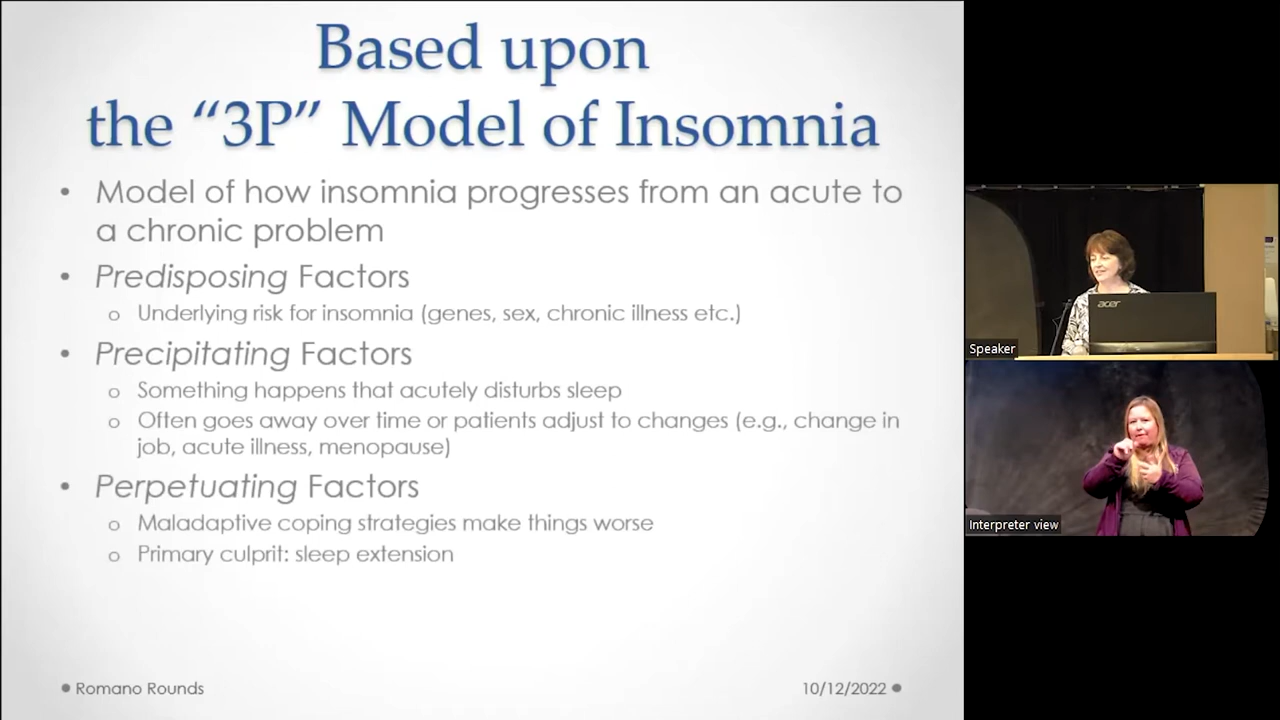 Based upon
the “3P” Model of Insomnia
• Model of how insomnia progresses from an acute to
a chronic problem
• Predisposing Factors
o Underlying risk for insomnia (genes, sex, chronic illness etc.)
• Precipitating Factors
o Something happens that acutely disturbs sleep
o Often goes away over time or patients adjust to changes (e.g., change in
job, acute illness, menopause)
• Perpetuating Factors
o Maladaptive coping strategies make things worse
o Primary culprit: sleep extension
• Romano Rounds
10/12/2022 •
acer
Speaker
Interpreter view